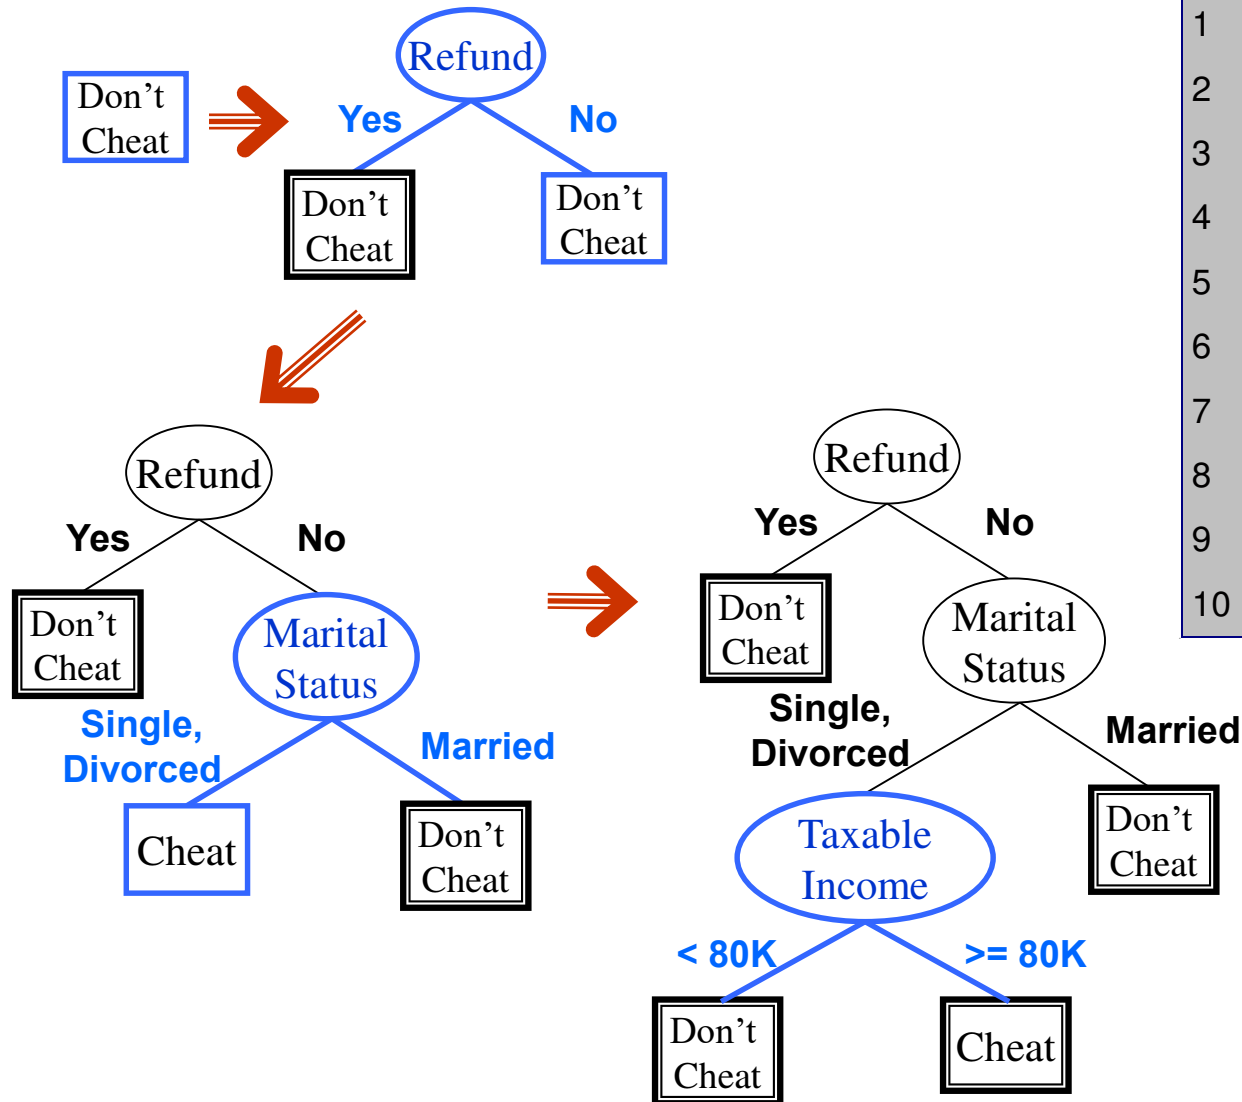 Refund
Don't
Cheat
Yes
No
Don't
Cheat
Don't
Cheat
Refund
Yes
No
Don't
Cheat
Marital
Status
Single,
Divorced
Married
Cheat
Don't
Cheat
Refund
Yes
No
Don't
Cheat
Marital
Status
Single,
Divorced
Married
Taxable
Income
Don't
Cheat
< 80K
>= 80K
Don't
Cheat
Cheat
1
2
3
4
5
6
7
8
9
10